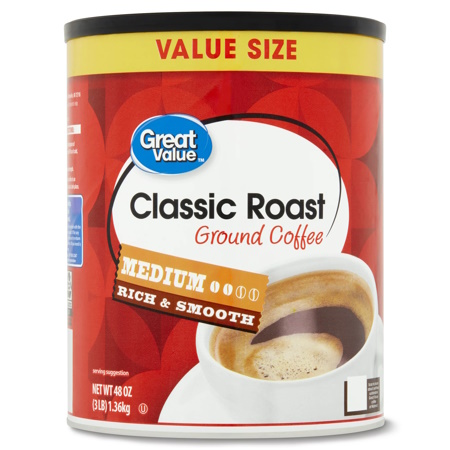 VALUE SIZE
Great
Value™
Classic Roast
Ground Coffee
MEDIUM
RICH & SMOOTH
serving suggestion
NET WT 48 OZ
(3 LB) 1.36kg
U